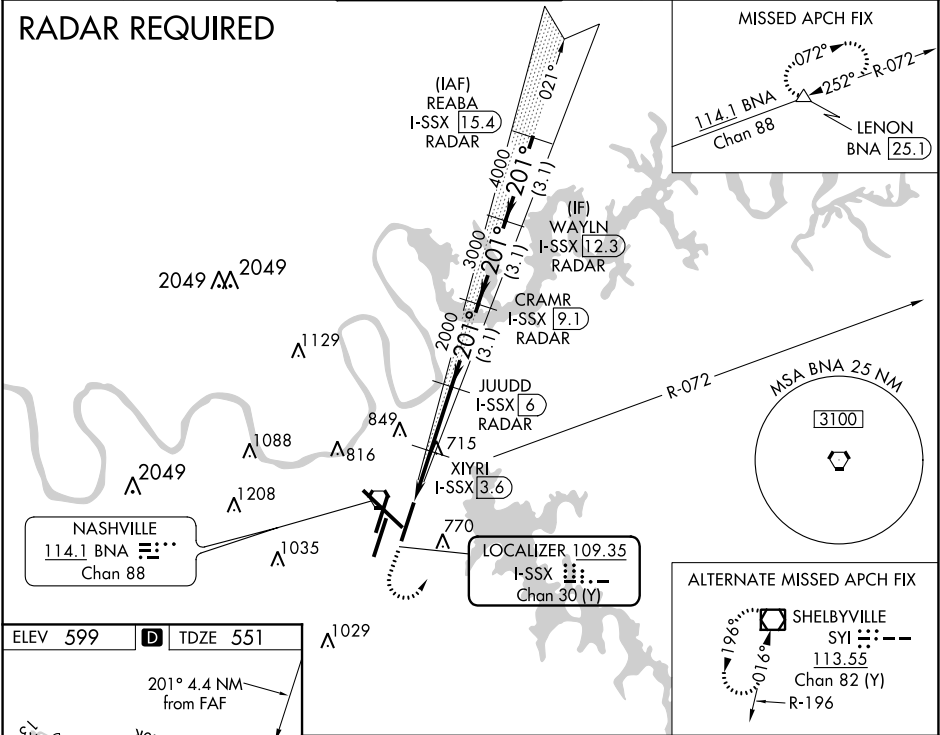 RADAR REQUIRED
(IAF)
REABA
I-SSX 15.4
RADAR
021°
4000
201°
(3.1)
(IF)
WAYLN
I-SSX 12.3
RADAR
3000
201°
(3.1)
CRAMR
I-SSX 9.1
RADAR
2000
201°
(3.1)
JUUDD
I-SSX 6
RADAR
XIYRI
I-SSX 3.6
R-072
2049
2049
1129
849
715
1088
816
2049
1208
770
1035
1029
NASHVILLE
114.1 BNA
Chan 88
LOCALIZER 109.35
I-SSX
Chan 30 (Y)
MISSED APCH FIX
072°
252°
R-072
114.1 BNA
Chan 88
LENON
BNA 25.1
MSA BNA 25 NM
3100
ALTERNATE MISSED APCH FIX
SHELBYVILLE
SYI
113.55
Chan 82 (Y)
196°
016°
R-196
ELEV 599 D TDZE 551
201° 4.4 NM
from FAF